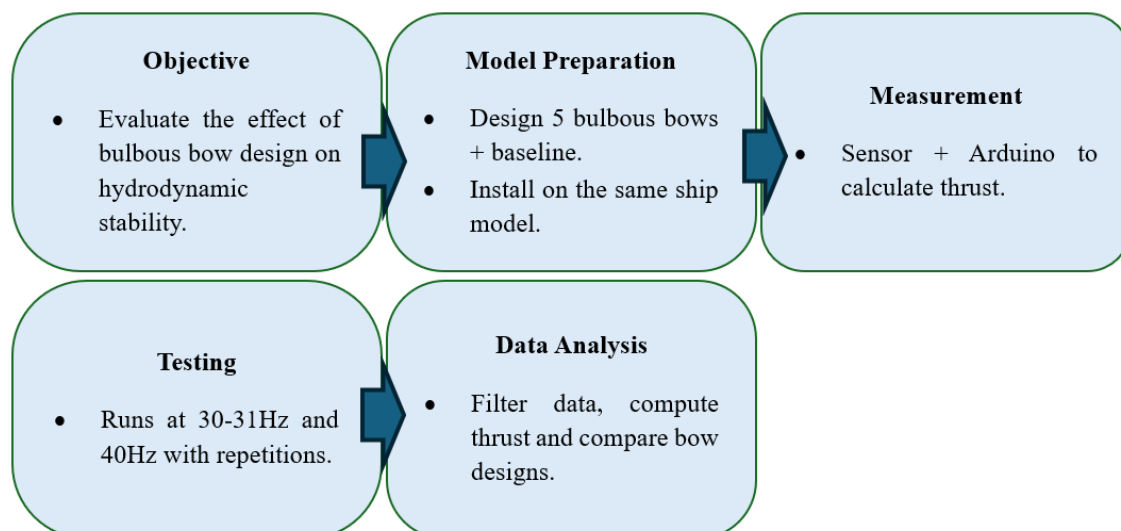 Objective
• Evaluate the effect of
bulbous bow design on
hydrodynamic
stability.
Model Preparation
• Design 5 bulbous bows
+ baseline.
• Install on the same ship
model.
Measurement
• Sensor + Arduino to
calculate thrust.
Testing
• Runs at 30-31Hz and
40Hz with repetitions.
Data Analysis
• Filter data, compute
thrust and compare bow
designs.